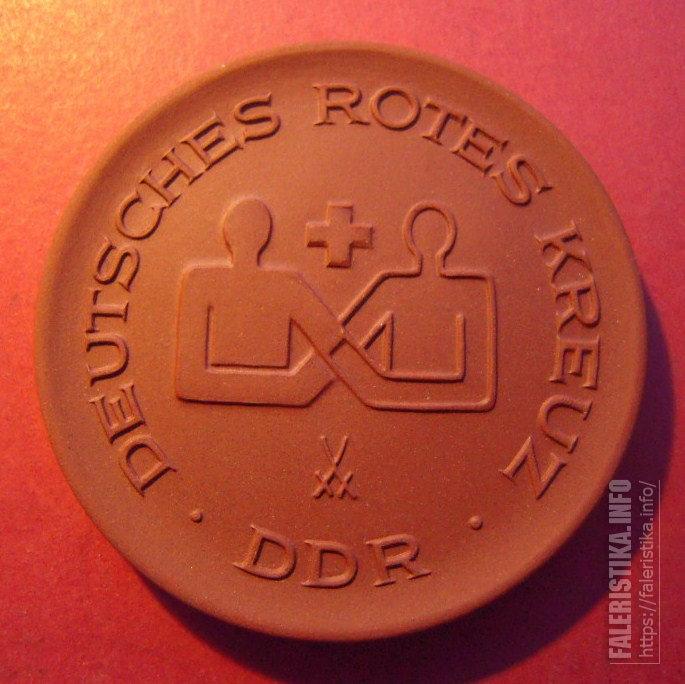 DEUTSCHES ROTES KREUZ
· DDR ·
FALERISTIKA.INFO
https://faleristika.info/